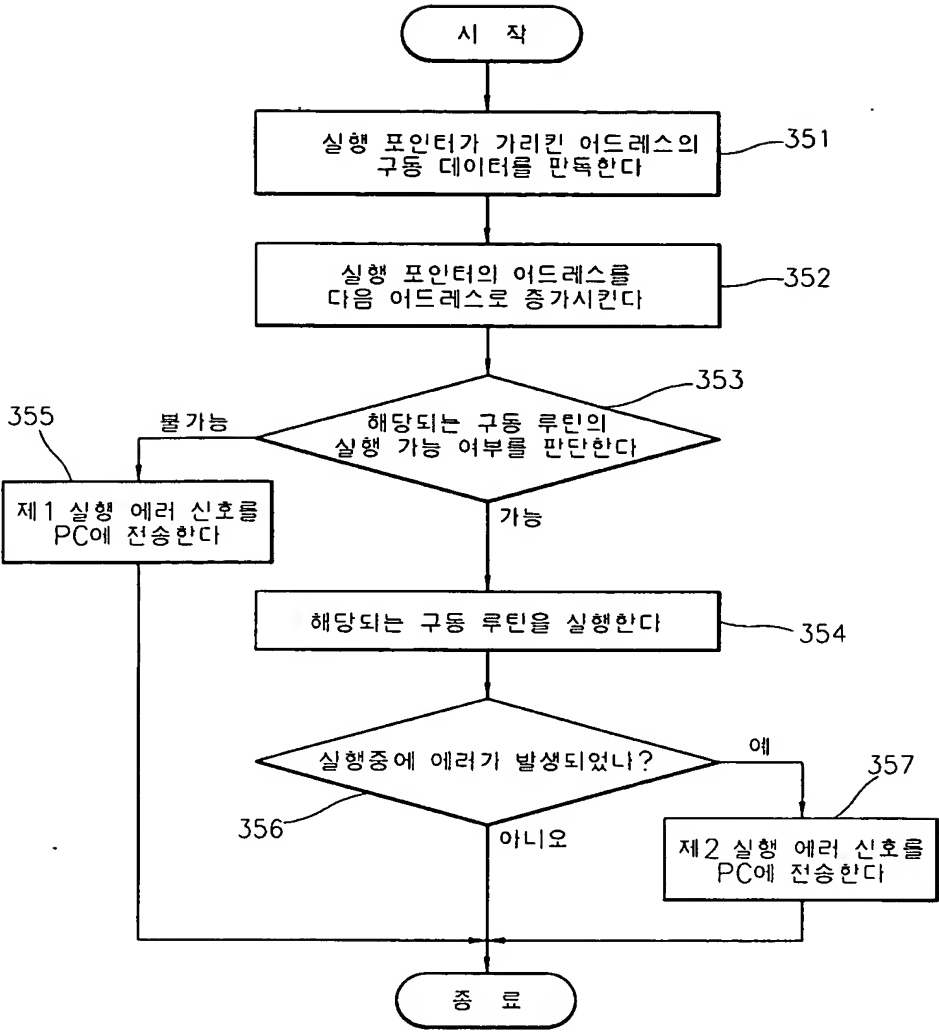 시 작
실행 포인터가 가리킨 어드레스의
구동 데이터를 판독한다
351
실행 포인터의 어드레스를
다음 어드레스로 증가시킨다
352
353
해당되는 구동 루틴의
실행 가능 여부를 판단한다
불가능
355
제1 실행 에러 신호를
PC에 전송한다
가능
해당되는 구동 루틴을 실행한다
354
실행중에 에러가 발생되었나?
예
356
357
아니오
제2 실행 에러 신호를
PC에 전송한다
종 료